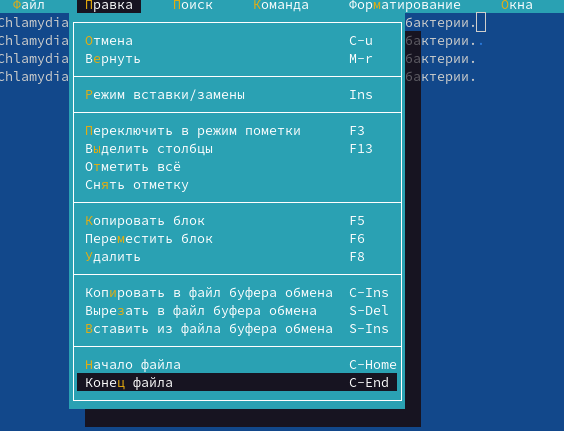 Файл Правка Поиск Команда Форматирование Окна
Chlamydia бактерии.
Chlamydia бактерии.
Chlamydia бактерии.
Chlamydia бактерии.
Отмена C-u
Вернуть M-r
Режим вставки/замены Ins
Переключить в режим пометки F3
Выделить столбцы F13
Отметить всё
Снять отметку
Копировать блок F5
Переместить блок F6
Удалить F8
Копировать в файл буфера обмена C-Ins
Вырезать в файл буфера обмена S-Del
Вставить из файла буфера обмена S-Ins
Начало файла C-Home
Конец файла C-End